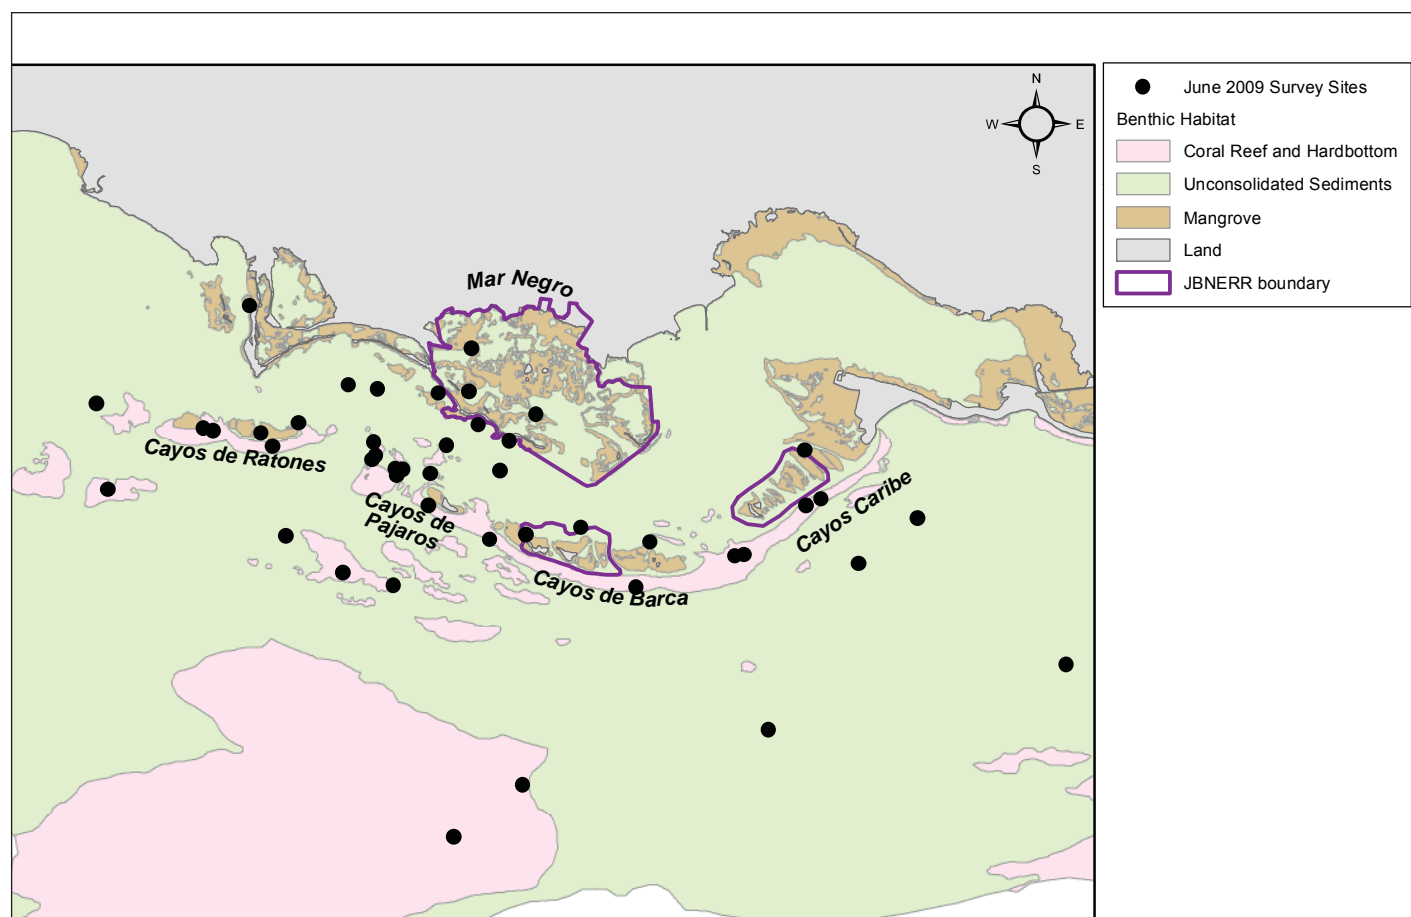 N
W E
S
Mar Negro
Cayos de Ratones
Cayos de
Pajaros
Cayos de Barca
Cayos Caribe
June 2009 Survey Sites
Benthic Habitat
Coral Reef and Hardbottom
Unconsolidated Sediments
Mangrove
Land
JBNERR boundary